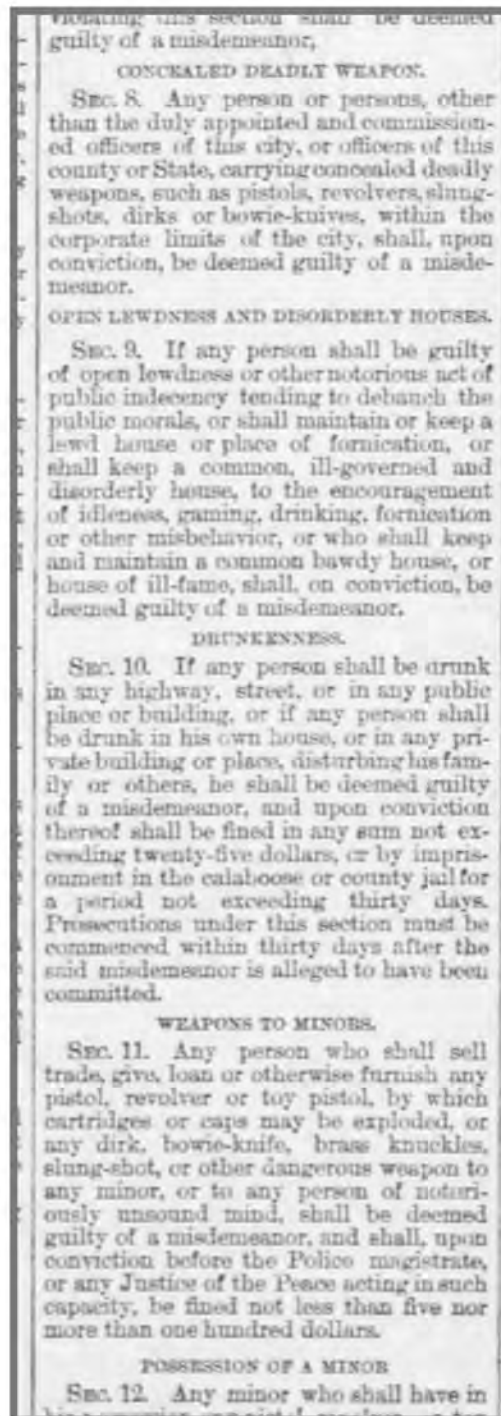 violating this section shall be deemed
guilty of a misdemeanor,
CONCEALED DEADLY WEAPON.
SEC. 8. Any person or persons, other
than the duly appointed and commission-
ed officers of this city, or officers of this
county or State, carrying concealed deadly
weapons, such as pistols, revolvers, slung-
shots, dirks or bowie-knives, within the
corporate limits of the city, shall, upon
conviction, be deemed guilty of a misde-
meanor.
OPEN LEWDNESS AND DISORDERLY HOUSES.
SEC. 9. If any person shall be guilty
of open lewdness or other notorious act of
public indecency tending to debauch the
public morals, or shall maintain or keep a
lewd house or place of fornication, or
shall keep a common, ill-governed and
disorderly house, to the encouragement
of idleness, gaming, drinking, fornication
or other misbehavior, or who shall keep
and maintain a common bawdy house, or
house of ill-fame, shall, on conviction, be
deemed guilty of a misdemeanor.
DRUNKENNESS.
SEC. 10. If any person shall be drunk
in any highway, street, or in any public
place or building, or if any person shall
be drunk in his own house, or in any pri-
vate building or place, disturbing his fam-
ily or others, he shall be deemed guilty
of a misdemeanor, and upon conviction
thereof shall be fined in any sum not ex-
ceeding twenty-five dollars, or by impris-
onment in the calaboose or county jail for
a period not exceeding thirty days.
Prosecutions under this section must be
commenced within thirty days after the
said misdemeanor is alleged to have been
committed.
WEAPONS TO MINORS.
SEC. 11. Any person who shall sell
trade, give, loan or otherwise furnish any
pistol, revolver or toy pistol, by which
cartridges or caps may be exploded, or
any dirk, bowie-knife, brass knuckles,
slung-shot, or other dangerous weapon to
any minor, or to any person of notori-
ously unsound mind, shall be deemed
guilty of a misdemeanor, and shall, upon
conviction before the Police magistrate,
or any Justice of the Peace acting in such
capacity, be fined not less than five nor
more than one hundred dollars.
POSSESSION OF A MINOR
SEC. 12. Any minor who shall have in